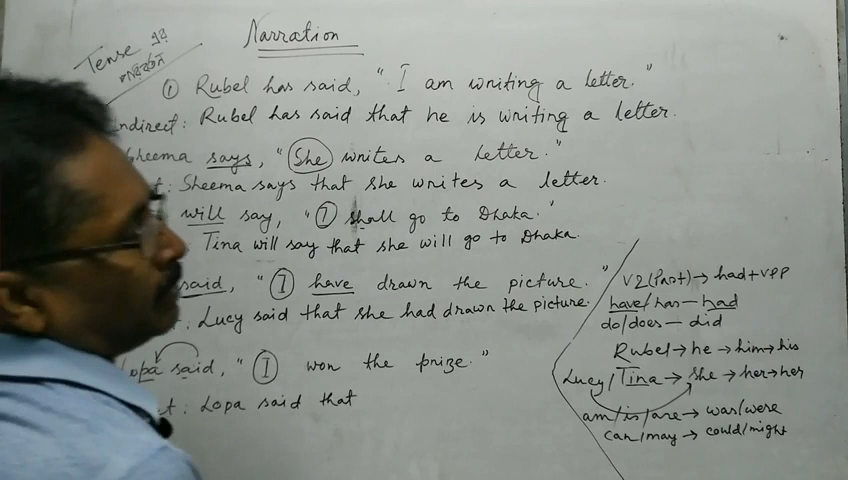 Narration
Tense এর
পরিবর্তন
① Rubel has said, "I am writing a letter."
Indirect: Rubel has said that he is writing a letter.
Sheema says, "She writes a letter."
t: Sheema says that she writes a letter.
will say, "I shall go to Dhaka."
Tina will say that she will go to Dhaka.
said, "I have drawn the picture."
t: Lucy said that she had drawn the picture.
Lopa said, "I won the prize."
t: Lopa said that
V2(Past)→ had+vpp
have/has — had
do/does — did
Rubel→he→him→his
Lucy/Tina→she→her→her
am/is/are→was/were
can/may→could/might